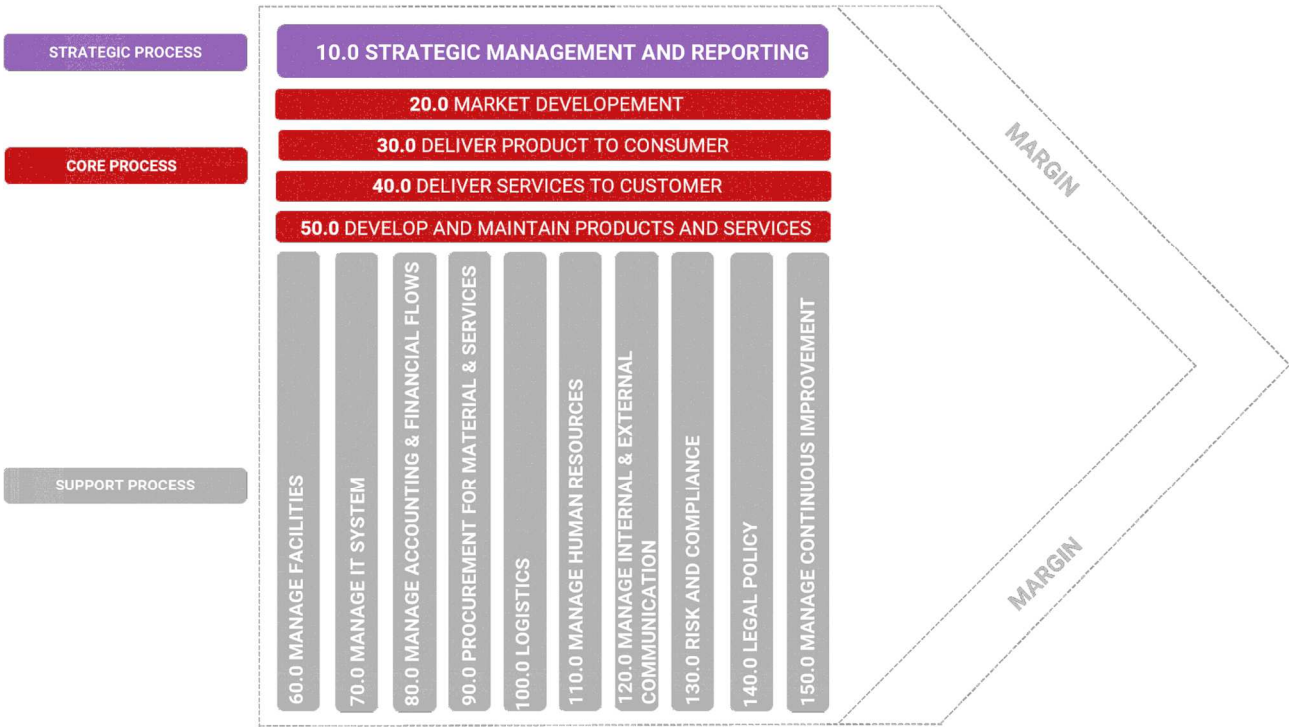 STRATEGIC PROCESS
10.0 STRATEGIC MANAGEMENT AND REPORTING
20.0 MARKET DEVELOPEMENT
CORE PROCESS
30.0 DELIVER PRODUCT TO CONSUMER
40.0 DELIVER SERVICES TO CUSTOMER
50.0 DEVELOP AND MAINTAIN PRODUCTS AND SERVICES
SUPPORT PROCESS
60.0 MANAGE FACILITIES
70.0 MANAGE IT SYSTEM
80.0 MANAGE ACCOUNTING & FINANCIAL FLOWS
90.0 PROCUREMENT FOR MATERIAL & SERVICES
100.0 LOGISTICS
110.0 MANAGE HUMAN RESOURCES
120.0 MANAGE INTERNAL & EXTERNAL
COMMUNICATION
130.0 RISK AND COMPLIANCE
140.0 LEGAL POLICY
150.0 MANAGE CONTINUOUS IMPROVEMENT
MARGIN
MARGIN